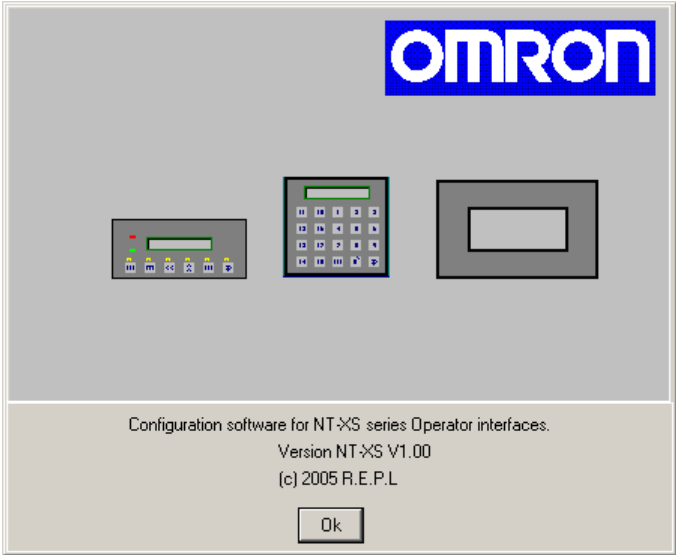 OMRON
Configuration software for NT-XS series Operator interfaces.
Version NT-XS V1.00
(c) 2005 R.E.P.L
Ok